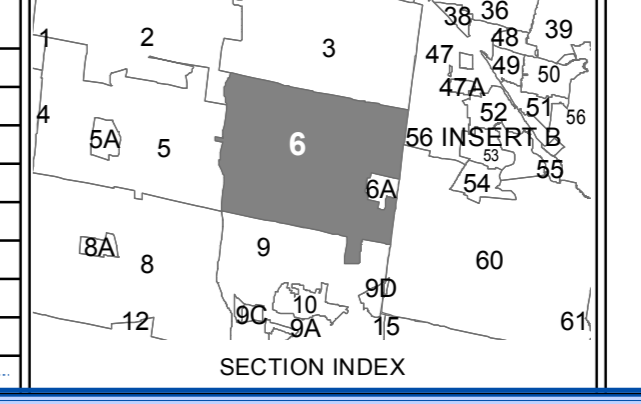 38 36
39
1 2 3 47 48
49 50
47A
4 52 51 56
5A 5 6 56 INSERT B
53
55
6A 54
8A 8 9 60
9D
10
9C
12 9A 15 61
SECTION INDEX